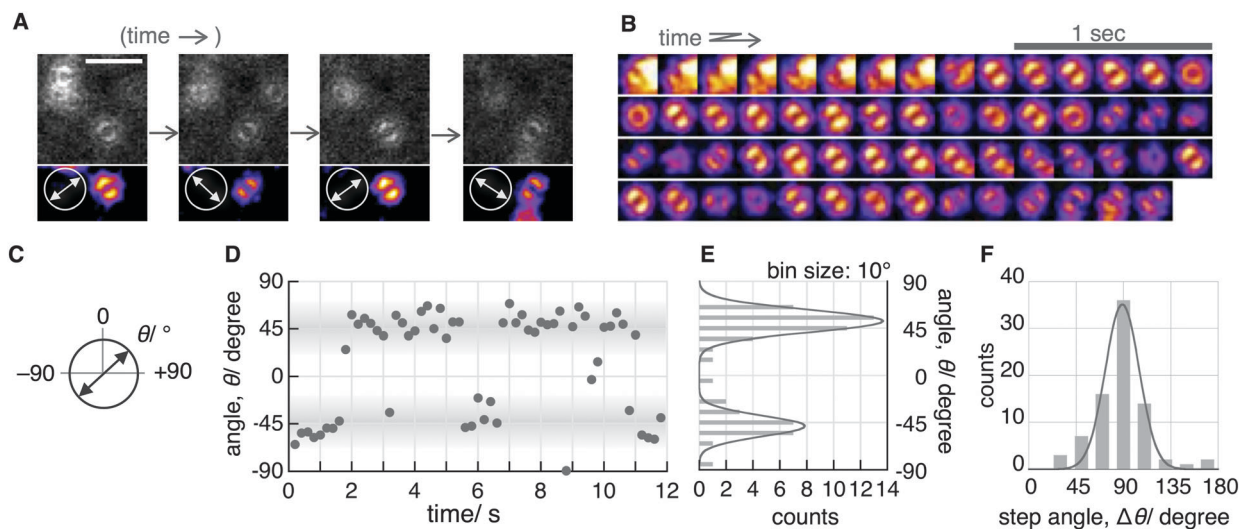 A
(time → )
B
time
1 sec
C
0
θ/ °
–90
+90
D
angle, θ/ degree
90
45
0
-45
-90
0 2 4 6 8 10 12
time/ s
E
bin size: 10°
90
45
0
-45
-90
angle, θ/ degree
0 2 4 6 8 10 12 14
counts
F
counts
40
30
20
10
0
0 45 90 135 180
step angle, Δθ/ degree